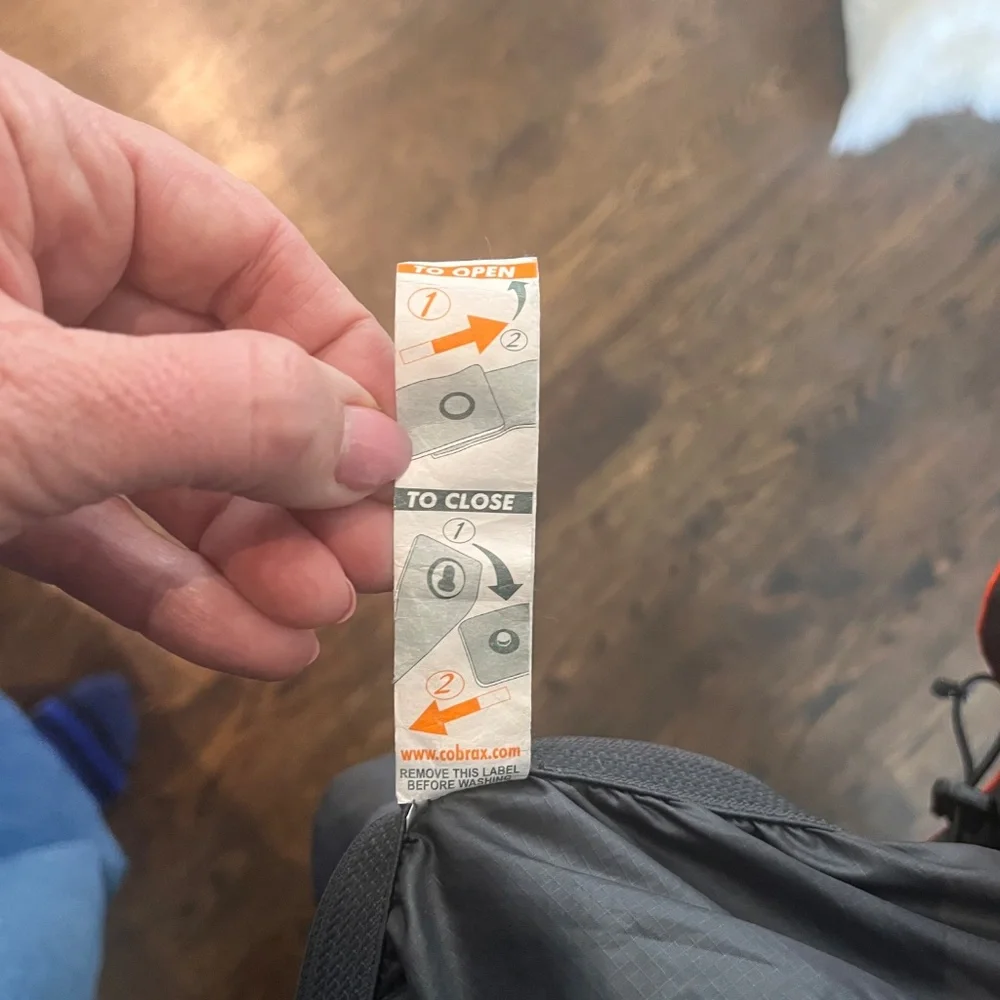 TO OPEN
1
2
TO CLOSE
1
2
www.cobrax.com
REMOVE THIS LABEL
BEFORE WASHING